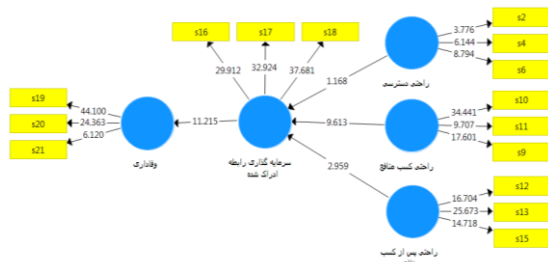 s16
s17
s18
s2
s4
s6
3.776
6.144
8.794
29.912
32.924
37.681
راحتی دسترسی
1.168
s19
s20
s21
44.100
24.363
6.120
11.215
9.613
s10
s11
s9
34.441
9.707
17.601
وفاداری
سرمایه گذاری رابطه
ادراک شده
راحتی کسب منافع
2.959
s12
s13
s15
16.704
25.673
14.718
راحتی پس از کسب